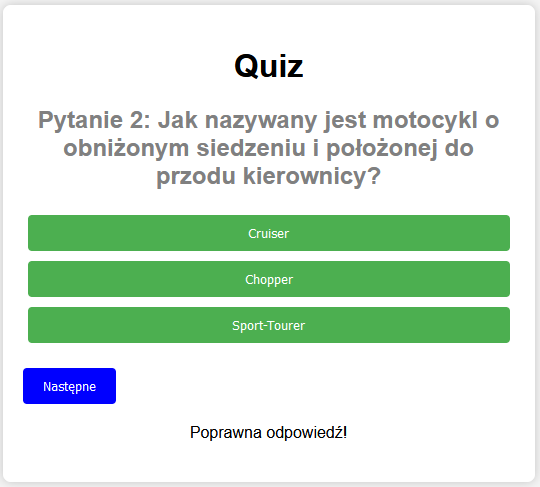 Quiz
Pytanie 2: Jak nazywany jest motocykl o
obniżonym siedzeniu i położonej do
przodu kierownicy?
Cruiser
Chopper
Sport-Tourer
Następne
Poprawna odpowiedź!